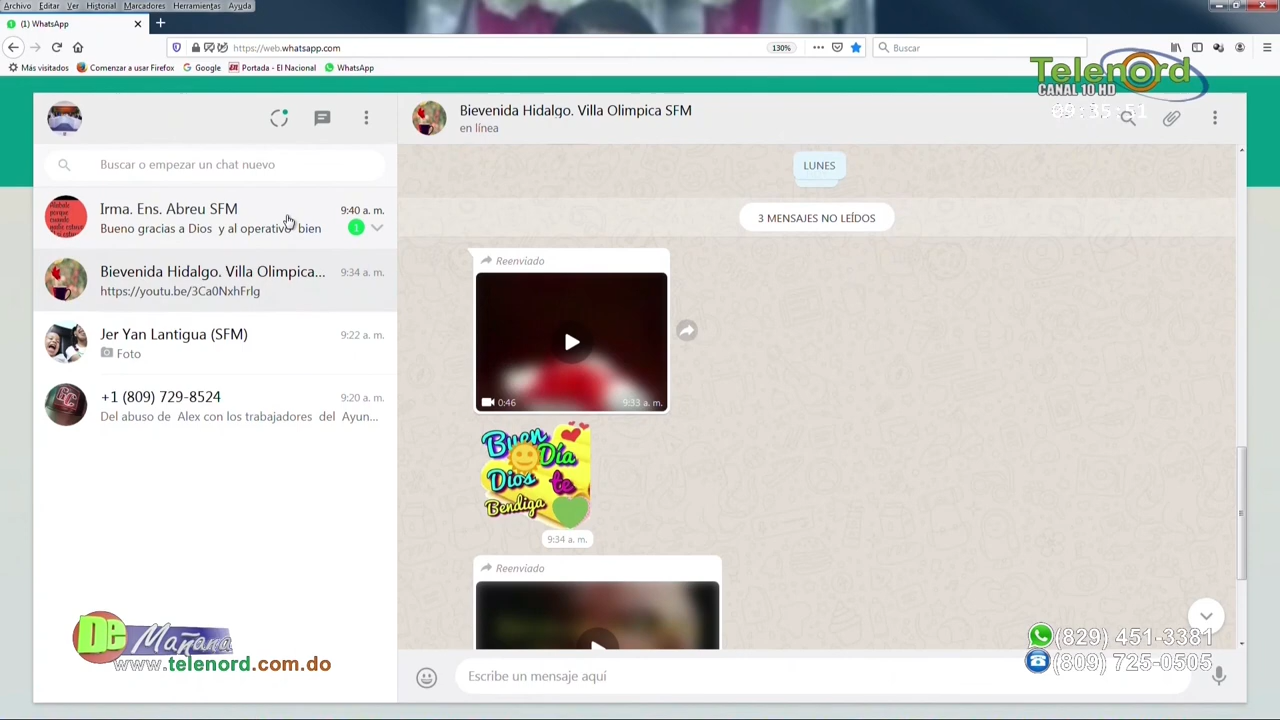 Archivo Editar Ver Historial Marcadores Herramientas Ayuda
(1) WhatsApp
https://web.whatsapp.com
130%
Buscar
Más visitados
Comenzar a usar Firefox
Google
Portada - El Nacional
WhatsApp
Telenord
CANAL 10 HD
09:35:51
Bievenida Hidalgo. Villa Olimpica SFM
en línea
Buscar o empezar un chat nuevo
LUNES
Irma. Ens. Abreu SFM
9:40 a. m.
Bueno gracias a Dios y al operativo bien
1
3 MENSAJES NO LEÍDOS
Bievenida Hidalgo. Villa Olimpica...
9:34 a. m.
https://youtu.be/3Ca0NxhFrlg
Reenviado
Jer Yan Lantigua (SFM)
9:22 a. m.
Foto
0:46
9:33 a. m.
+1 (809) 729-8524
9:20 a. m.
Del abuso de Alex con los trabajadores del Ayun...
Buen
Día
Dios
te
Bendiga
9:34 a. m.
Reenviado
De Mañana
www.telenord.com.do
(829) 451-3381
(809) 725-0505
Escribe un mensaje aquí